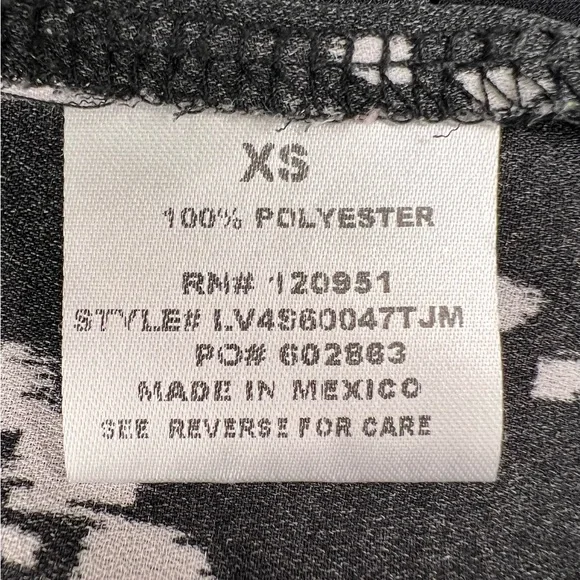 XS
100% POLYESTER
RN# 120951
STYLE# LV4S60047TJM
PO# 602863
MADE IN MEXICO
SEE REVERSE FOR CARE